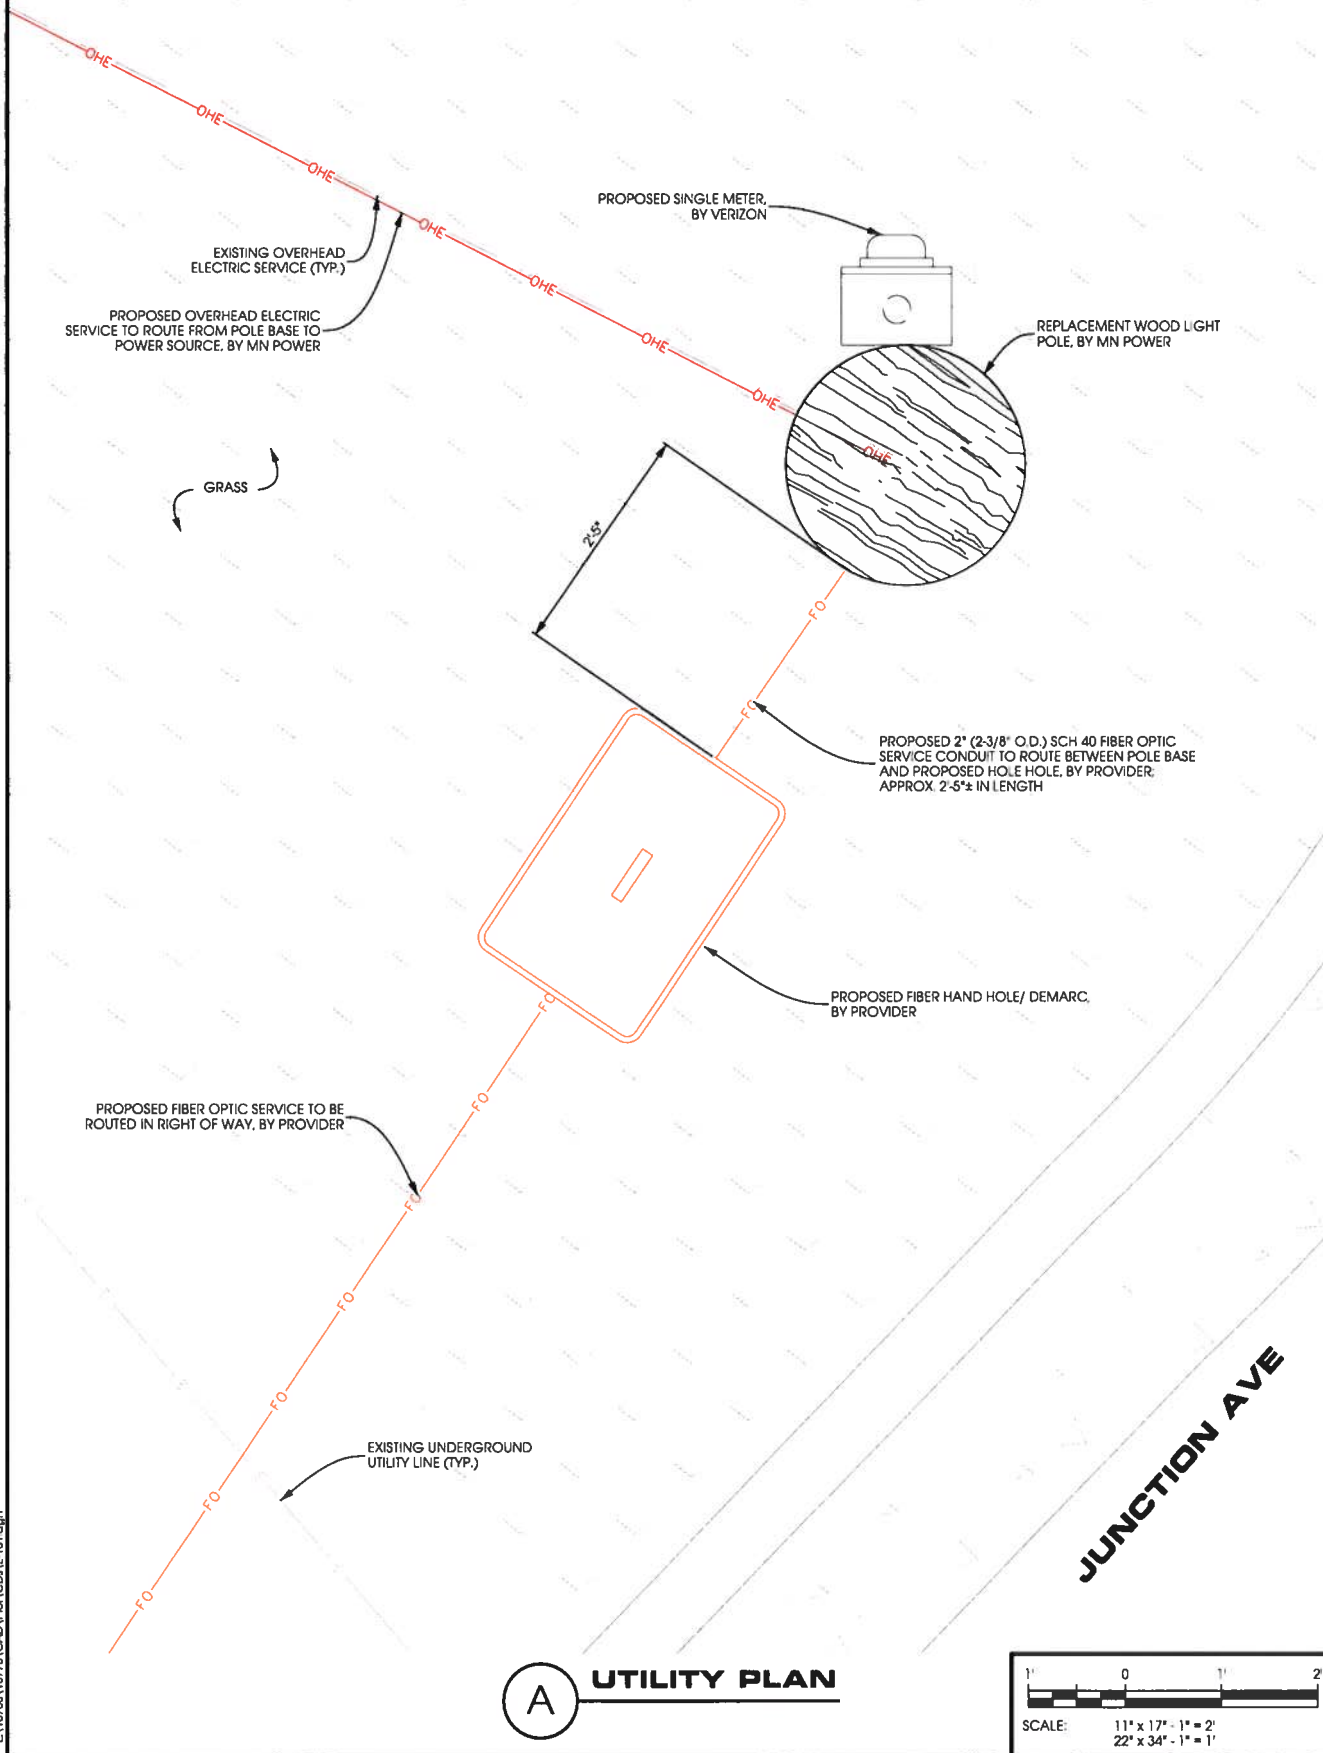 OHE
OHE
OHE
OHE
OHE
OHE
OHE
OHE
PROPOSED SINGLE METER,
BY VERIZON
EXISTING OVERHEAD
ELECTRIC SERVICE (TYP.)
PROPOSED OVERHEAD ELECTRIC
SERVICE TO ROUTE FROM POLE BASE TO
POWER SOURCE, BY MN POWER
REPLACEMENT WOOD LIGHT
POLE, BY MN POWER
GRASS
2'-5"
FO
FO
PROPOSED 2" (2-3/8" O.D.) SCH 40 FIBER OPTIC
SERVICE CONDUIT TO ROUTE BETWEEN POLE BASE
AND PROPOSED HOLE HOLE, BY PROVIDER;
APPROX. 2'-5"± IN LENGTH
PROPOSED FIBER HAND HOLE/ DEMARC,
BY PROVIDER
FO
FO
PROPOSED FIBER OPTIC SERVICE TO BE
ROUTED IN RIGHT OF WAY, BY PROVIDER
FO
FO
FO
EXISTING UNDERGROUND
UTILITY LINE (TYP.)
FO
FO
JUNCTION AVE
A UTILITY PLAN
1' 0 1' 2'
SCALE: 11" x 17" - 1" = 2'
22" x 34" - 1" = 1'